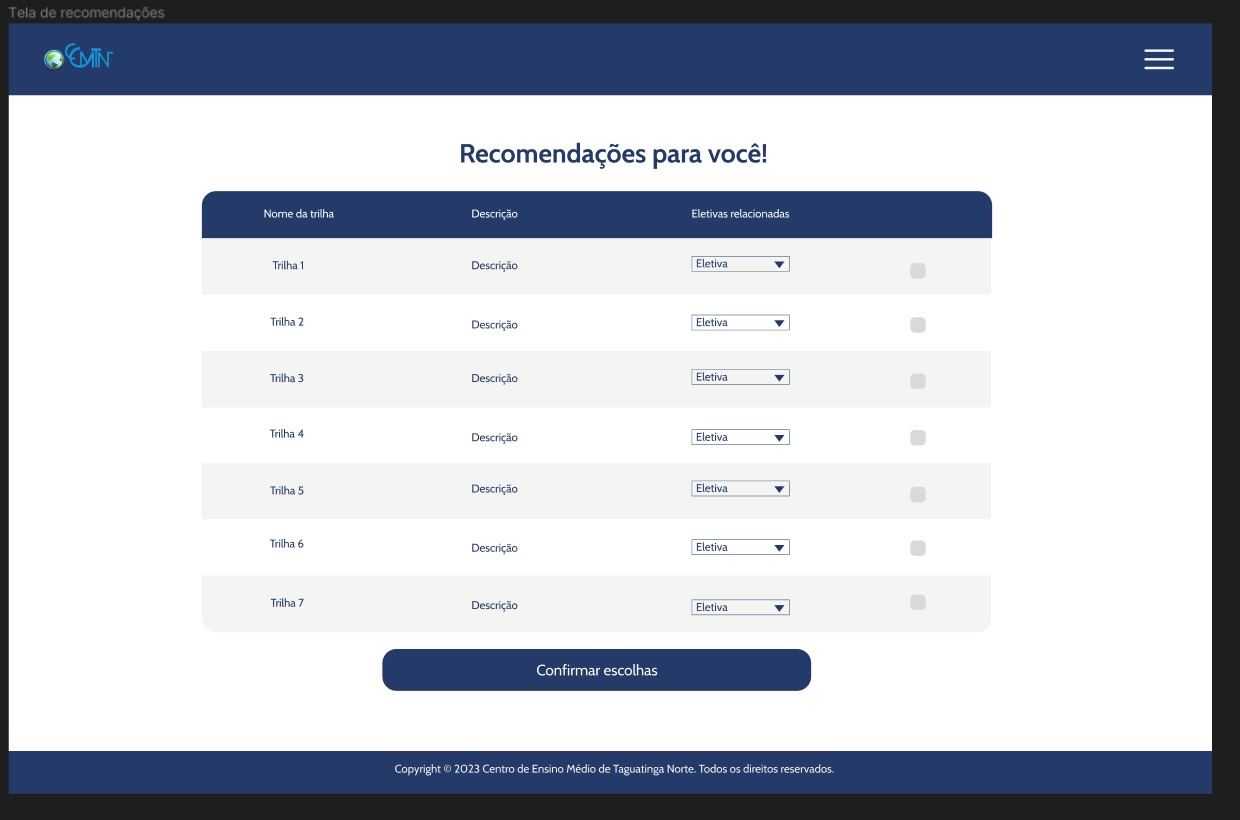 Tela de recomendações
CEMTN
Recomendações para você!
Nome da trilha Descrição Eletivas relacionadas
Trilha 1 Descrição Eletiva
Trilha 2 Descrição Eletiva
Trilha 3 Descrição Eletiva
Trilha 4 Descrição Eletiva
Trilha 5 Descrição Eletiva
Trilha 6 Descrição Eletiva
Trilha 7 Descrição Eletiva
Confirmar escolhas
Copyright © 2023 Centro de Ensino Médio de Taguatinga Norte. Todos os direitos reservados.